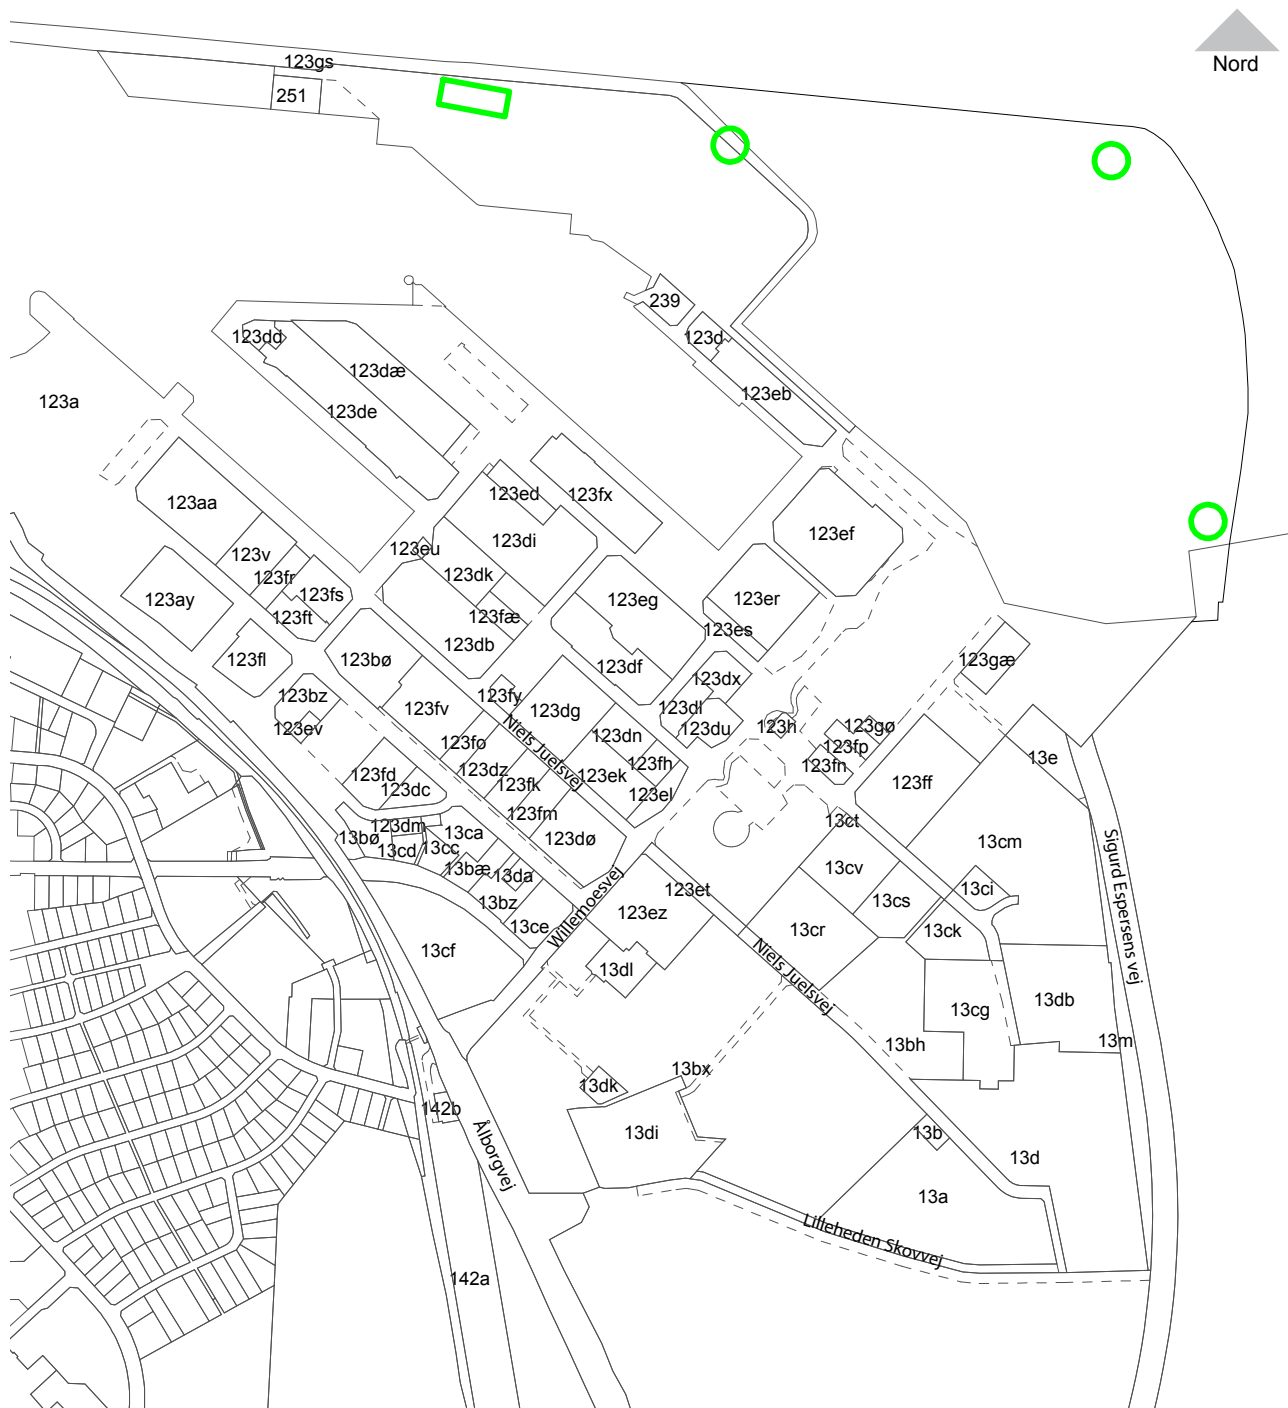 123gs
Nord
251
239
123d
123dd
123dæ
123eb
123a
123de
123ed
123fx
123aa
123ef
123di
123eu
123v
123dk
123fr
123fs
123ay
123eg
123er
123ft
123fæ
123es
123db
123bø
123fl
123df
123gæ
123dx
123bz
123fy
123dl
123fv
123dg
123ev
123du
123h
123gø
Niels Juelsvej
123dn
123fo
123fp
13e
123fh
123fn
123dz
123fd
123ek
123ff
123dc
123fk
123el
123fm
13ct
123dm
13ca
13bø
123dø
13cm
13cd
13cc
13bæ
13cv
13da
13ci
123et
13bz
13cs
Willemoesvej
123ez
Sigurd Espersens vej
13ce
13cr
13ck
13cf
Niels Juelsvej
13dl
13db
13cg
13m
13bh
13bx
13dk
142b
13di
13b
Ålborgvej
13d
13a
Lilleheden Skovvej
142a